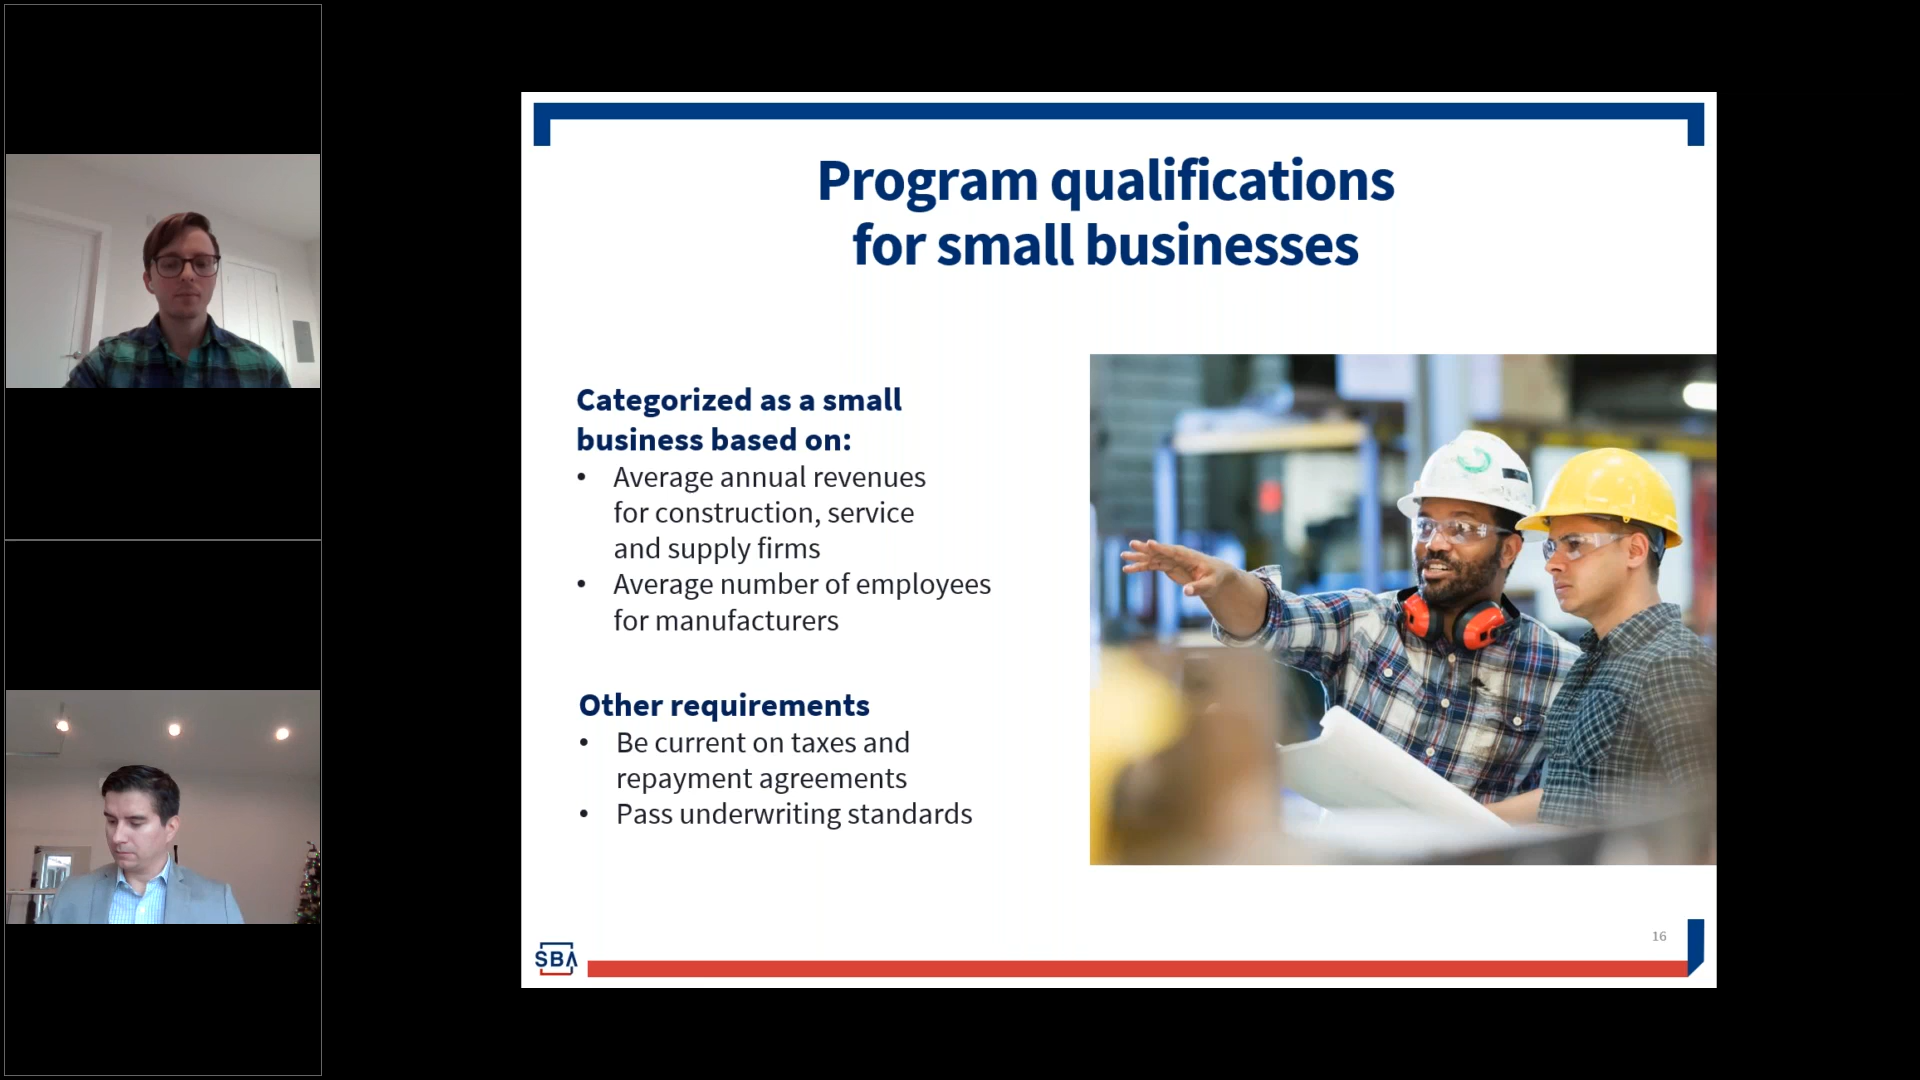 Program qualifications
for small businesses
Categorized as a small
business based on:
• Average annual revenues
for construction, service
and supply firms
• Average number of employees
for manufacturers
Other requirements
• Be current on taxes and
repayment agreements
• Pass underwriting standards
16
SBA